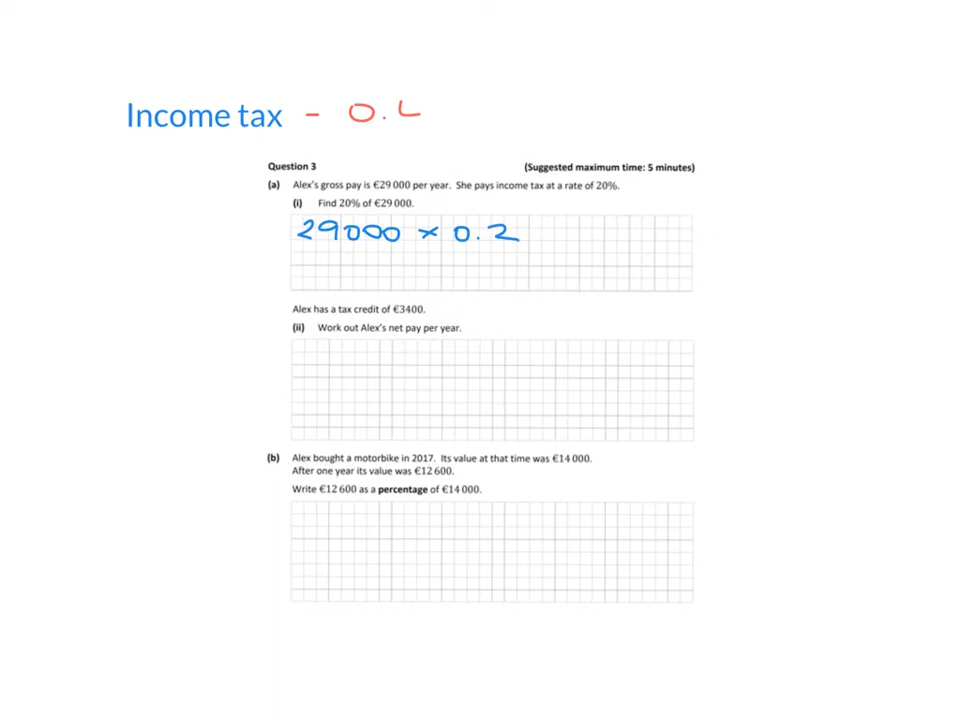 Income tax - 0.
Question 3 (Suggested maximum time: 5 minutes)
(a) Alex's gross pay is €29 000 per year. She pays income tax at a rate of 20%.
(i) Find 20% of €29 000.
29000 × 0.2
Alex has a tax credit of €3400.
(ii) Work out Alex's net pay per year.
(b) Alex bought a motorbike in 2017. Its value at that time was €14 000.
After one year its value was €12 600.
Write €12 600 as a percentage of €14 000.